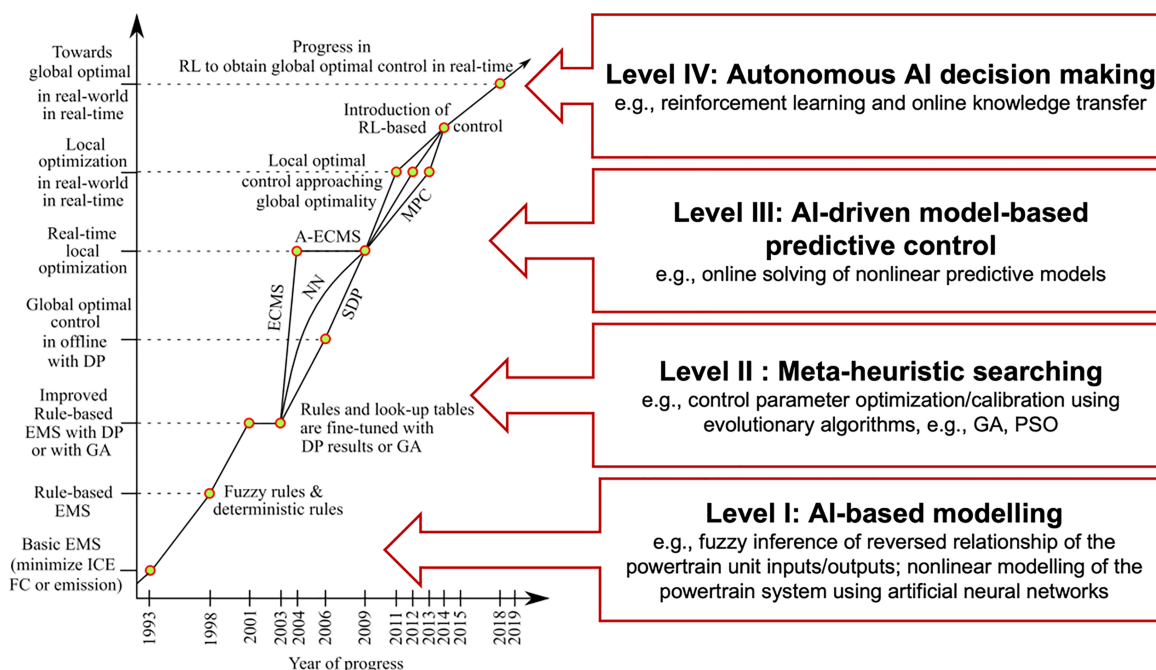 Towards
global optimal
in real-world
in real-time
Local
optimization
in real-world
in real-time
Real-time
local
optimization
Global optimal
control
in offline
with DP
Improved
Rule-based
EMS with DP
or with GA
Rule-based
EMS
Basic EMS
(minimize ICE
FC or emission)
Progress in
RL to obtain global optimal control in real-time
Introduction of
RL-based control
Local optimal
control approaching
global optimality
MPC
A-ECMS
ECMS
NN
SDP
Rules and look-up tables
are fine-tuned with
DP results or GA
Fuzzy rules &
deterministic rules
1993
1998
2001
2003
2004
2006
2009
2011
2012
2013
2014
2015
2018
2019
Year of progress
Level IV: Autonomous AI decision making
e.g., reinforcement learning and online knowledge transfer
Level III: AI-driven model-based
predictive control
e.g., online solving of nonlinear predictive models
Level II : Meta-heuristic searching
e.g., control parameter optimization/calibration using
evolutionary algorithms, e.g., GA, PSO
Level I: AI-based modelling
e.g., fuzzy inference of reversed relationship of the
powertrain unit inputs/outputs; nonlinear modelling of the
powertrain system using artificial neural networks